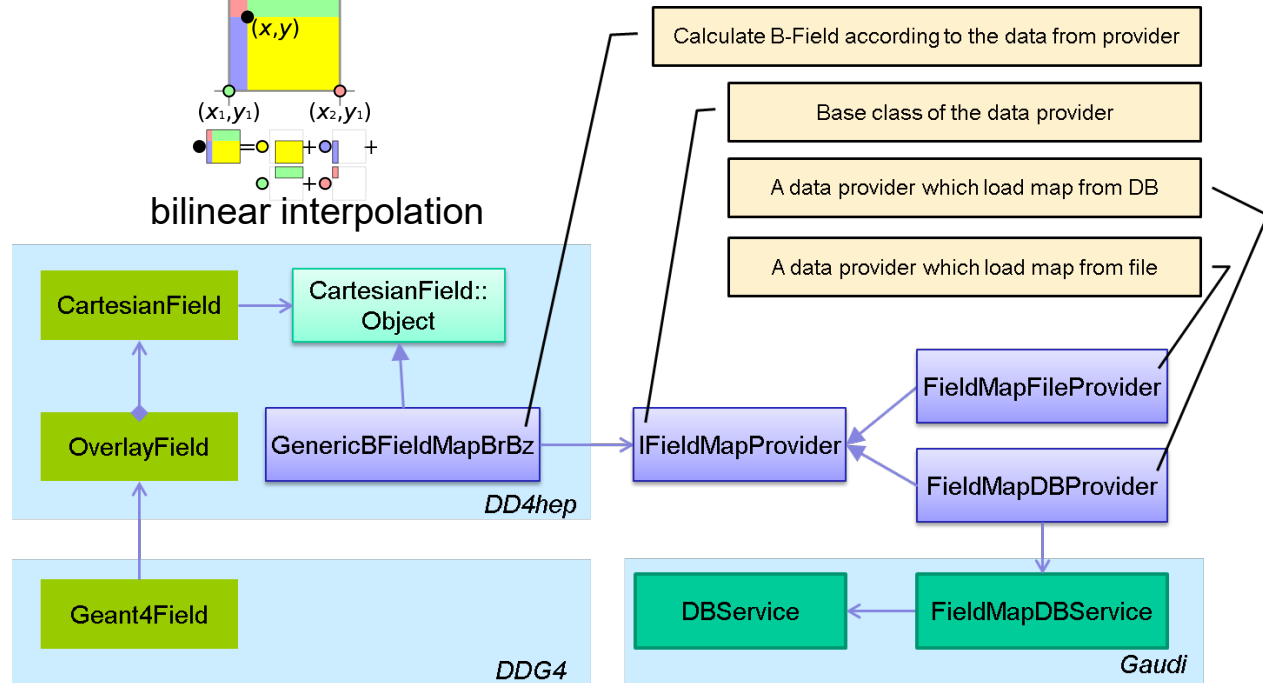 (x,y)
(x₁,y₁)
(x₂,y₁)
=
+
+
+
bilinear interpolation
Calculate B-Field according to the data from provider
Base class of the data provider
A data provider which load map from DB
A data provider which load map from file
CartesianField
CartesianField::
Object
OverlayField
GenericBFieldMapBrBz
IFieldMapProvider
FieldMapFileProvider
FieldMapDBProvider
DD4hep
Geant4Field
DDG4
DBService
FieldMapDBService
Gaudi